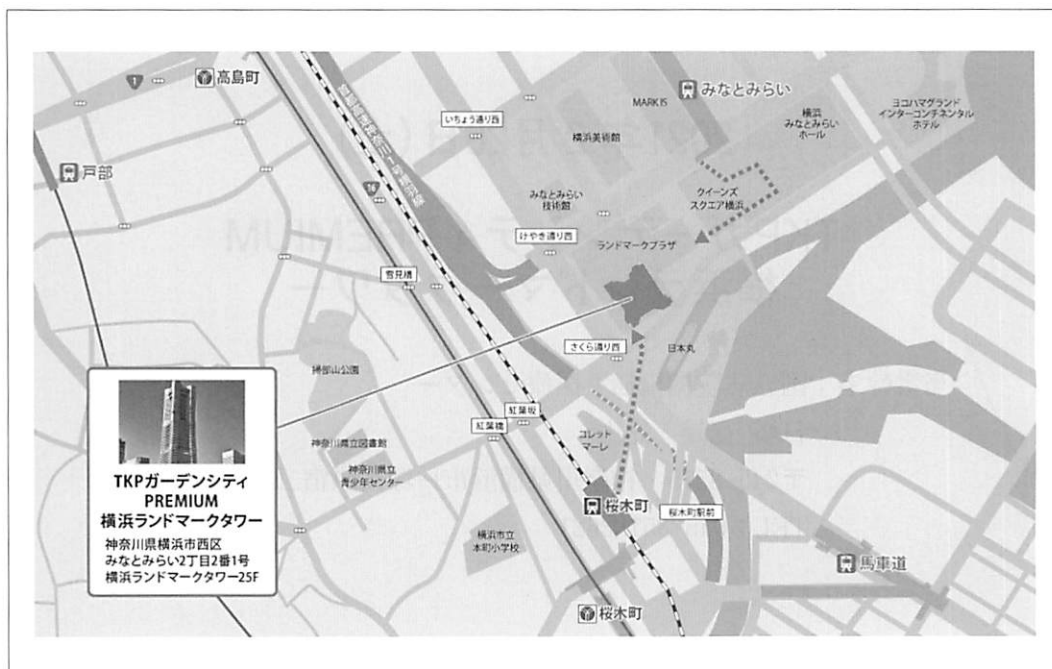 1
高島町
戸部
みなとみらい
MARK IS
いちょう通り西
横浜美術館
横浜
みなとみらい
ホール
ヨコハマグランド
インターコンチネンタル
ホテル
16
みなとみらい
技術館
クイーンズ
スクエア横浜
けやき通り西
ランドマークプラザ
雪見橋
さくら通り西
日本丸
掃部山公園
紅葉坂
紅葉橋
コレット
マーレ
神奈川県立図書館
神奈川県立
青少年センター
桜木町
桜木町駅前
横浜市立
本町小学校
馬車道
桜木町
TKPガーデンシティ
PREMIUM
横浜ランドマークタワー
神奈川県横浜市西区
みなとみらい2丁目2番1号
横浜ランドマークタワー25F